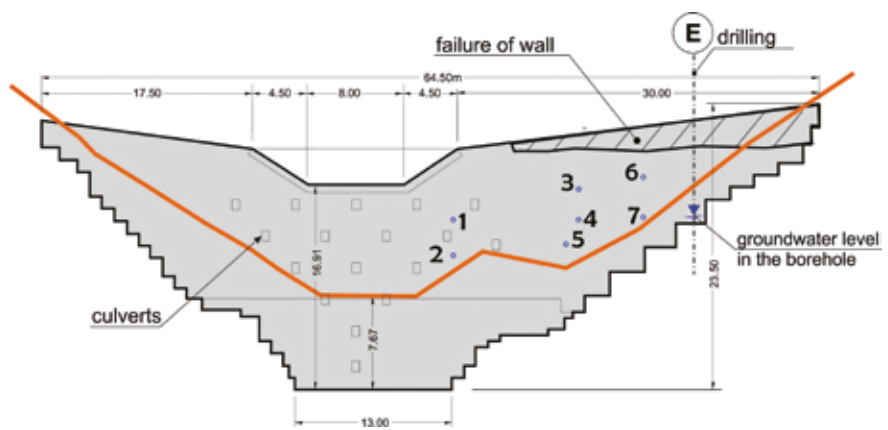 E
failure of wall
drilling
64.50m
17.50
4.50
8.00
4.50
30.00
6
3
1
4
7
5
2
groundwater level
in the borehole
culverts
16.91
7.67
23.50
13.00